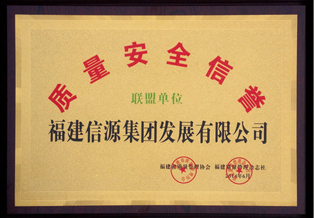 质量安全信誉
联盟单位
福建信源集团发展有限公司